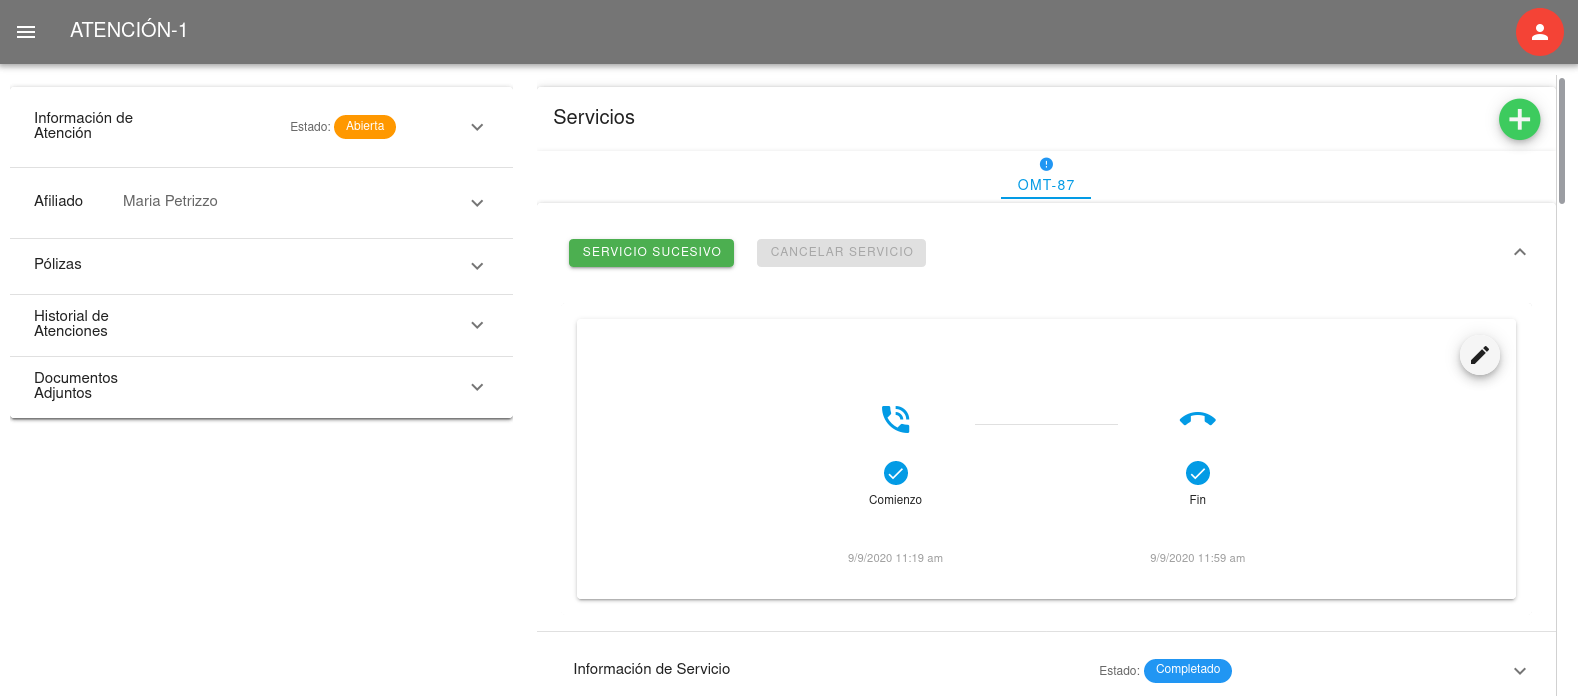 ATENCIÓN-1
Información de
Atención
Estado: Abierta
Afiliado Maria Petrizzo
Pólizas
Historial de
Atenciones
Documentos
Adjuntos
Servicios
OMT-87
SERVICIO SUCESIVO CANCELAR SERVICIO
Comienzo Fin
9/9/2020 11:19 am 9/9/2020 11:59 am
Información de Servicio Estado: Completado